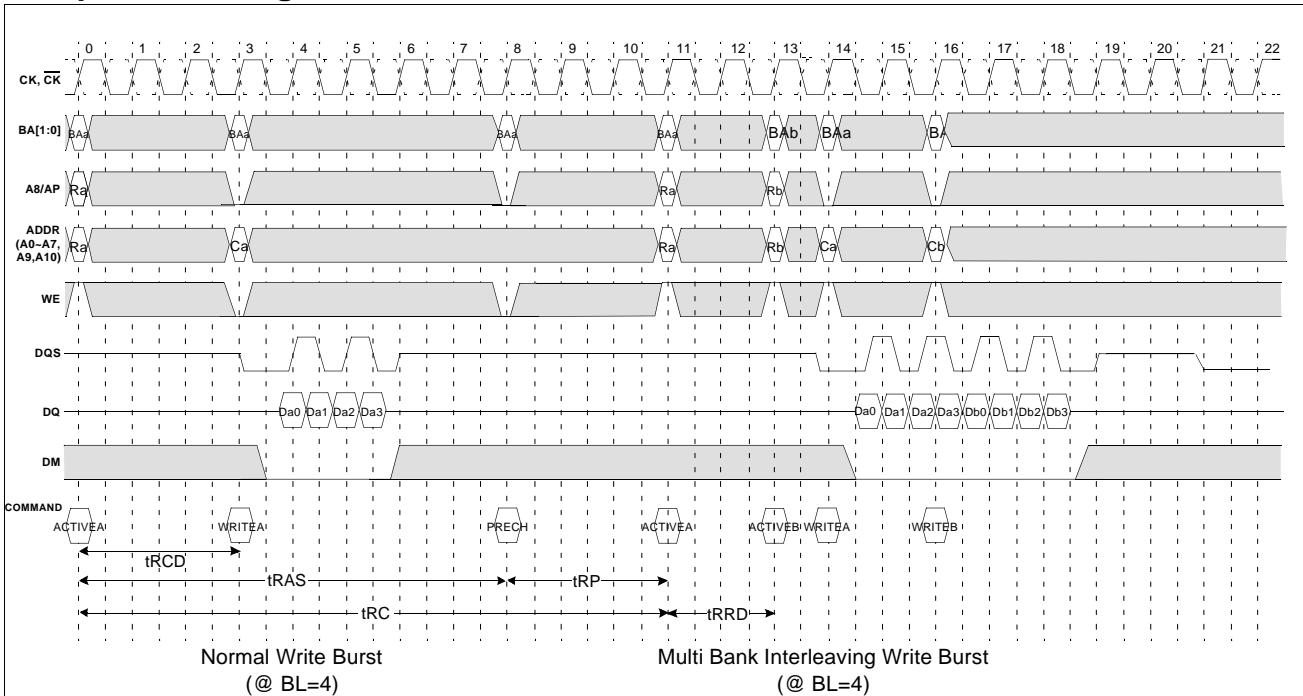 0 1 2 3 4 5 6 7 8 9 10 11 12 13 14 15 16 17 18 19 20 21 22
CK, CK
BA[1:0] BAa BAa BAa BAa BAb BAa BA
A8/AP Ra Ra Rb
ADDR
(A0~A7,
A9,A10) Ra Ca Ra Rb Ca Cb
WE
DQS
DQ Da0 Da1 Da2 Da3 Da0 Da1 Da2 Da3 Db0 Db1 Db2 Db3
DM
COMMAND
ACTIVEA WRITEA PRECH ACTIVEA ACTIVEB WRITEA WRITEB
tRCD
tRAS tRP
tRC tRRD
Normal Write Burst Multi Bank Interleaving Write Burst
(@ BL=4) (@ BL=4)